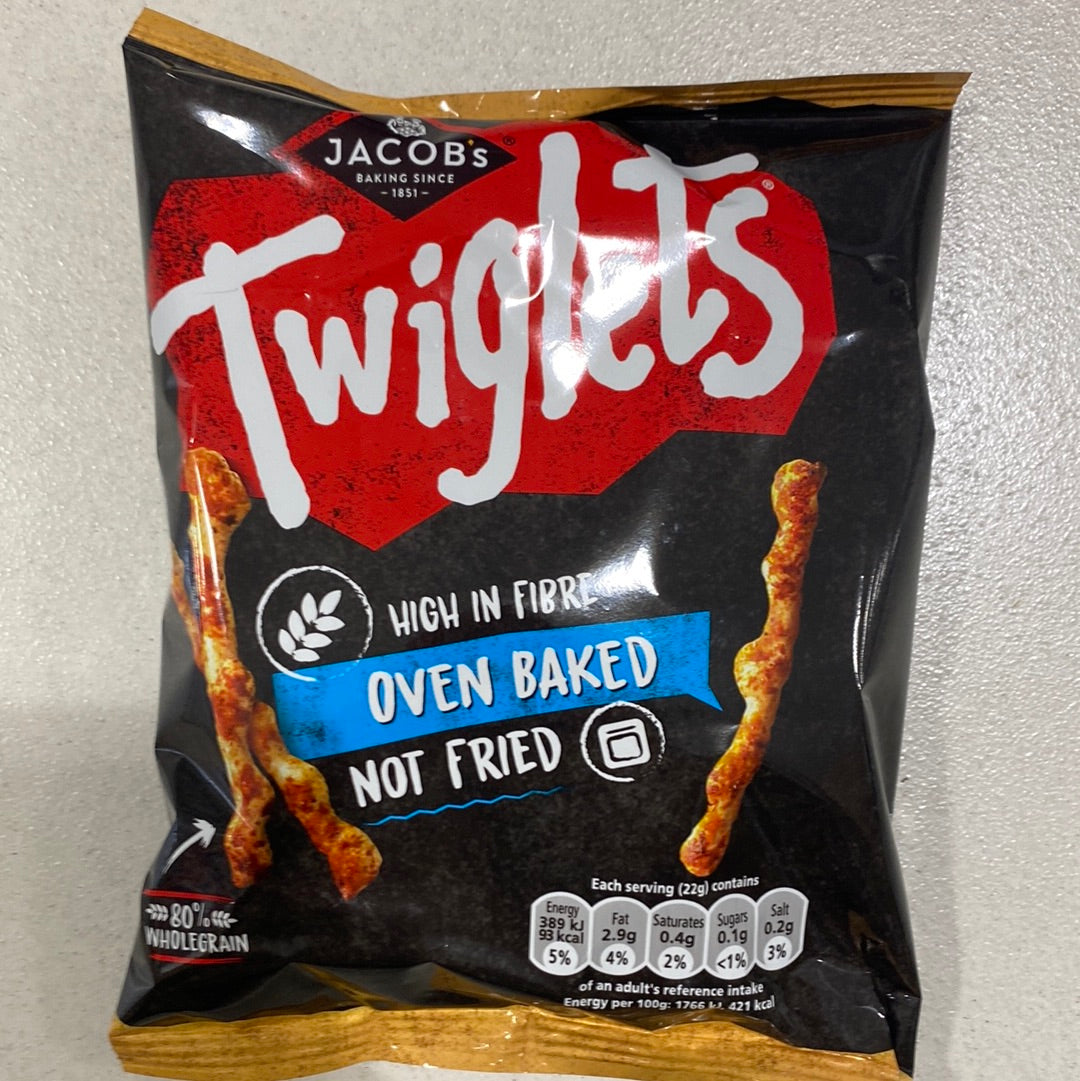 JACOB's ®
BAKING SINCE
- 1851 -
Twiglets ®
HIGH IN FIBRE
OVEN BAKED
NOT FRIED
80%
WHOLEGRAIN
Each serving (22g) contains
Energy 389 kJ 93 kcal 5%
Fat 2.9g 4%
Saturates 0.4g 2%
Sugars 0.1g <1%
Salt 0.2g 3%
of an adult's reference intake
Energy per 100g: 1766 kJ, 421 kcal